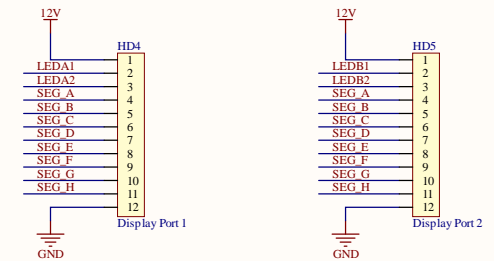 12V
HD4
1
LEDA1
2
LEDA2
3
SEG_A
4
SEG_B
5
SEG_C
6
SEG_D
7
SEG_E
8
SEG_F
9
SEG_G
10
SEG_H
11
12
Display Port 1
GND
12V
HD5
1
LEDB1
2
LEDB2
3
SEG_A
4
SEG_B
5
SEG_C
6
SEG_D
7
SEG_E
8
SEG_F
9
SEG_G
10
SEG_H
11
12
Display Port 2
GND